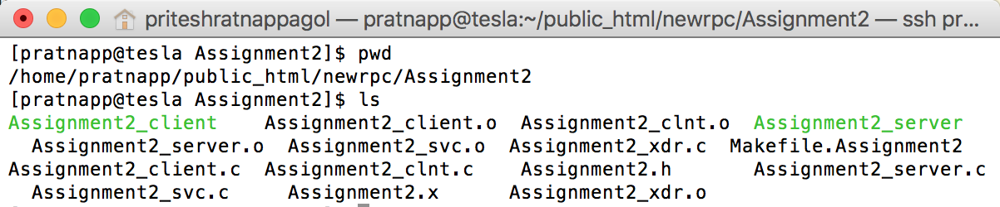 priteshratnappagol — pratnapp@tesla:~/public_html/newrpc/Assignment2 — ssh pr...
[pratnapp@tesla Assignment2]$ pwd
/home/pratnapp/public_html/newrpc/Assignment2
[pratnapp@tesla Assignment2]$ ls
Assignment2_client    Assignment2_client.o  Assignment2_clnt.o  Assignment2_server
  Assignment2_server.o  Assignment2_svc.o  Assignment2_xdr.c  Makefile.Assignment2
Assignment2_client.c  Assignment2_clnt.c    Assignment2.h       Assignment2_server.c
  Assignment2_svc.c     Assignment2.x      Assignment2_xdr.o